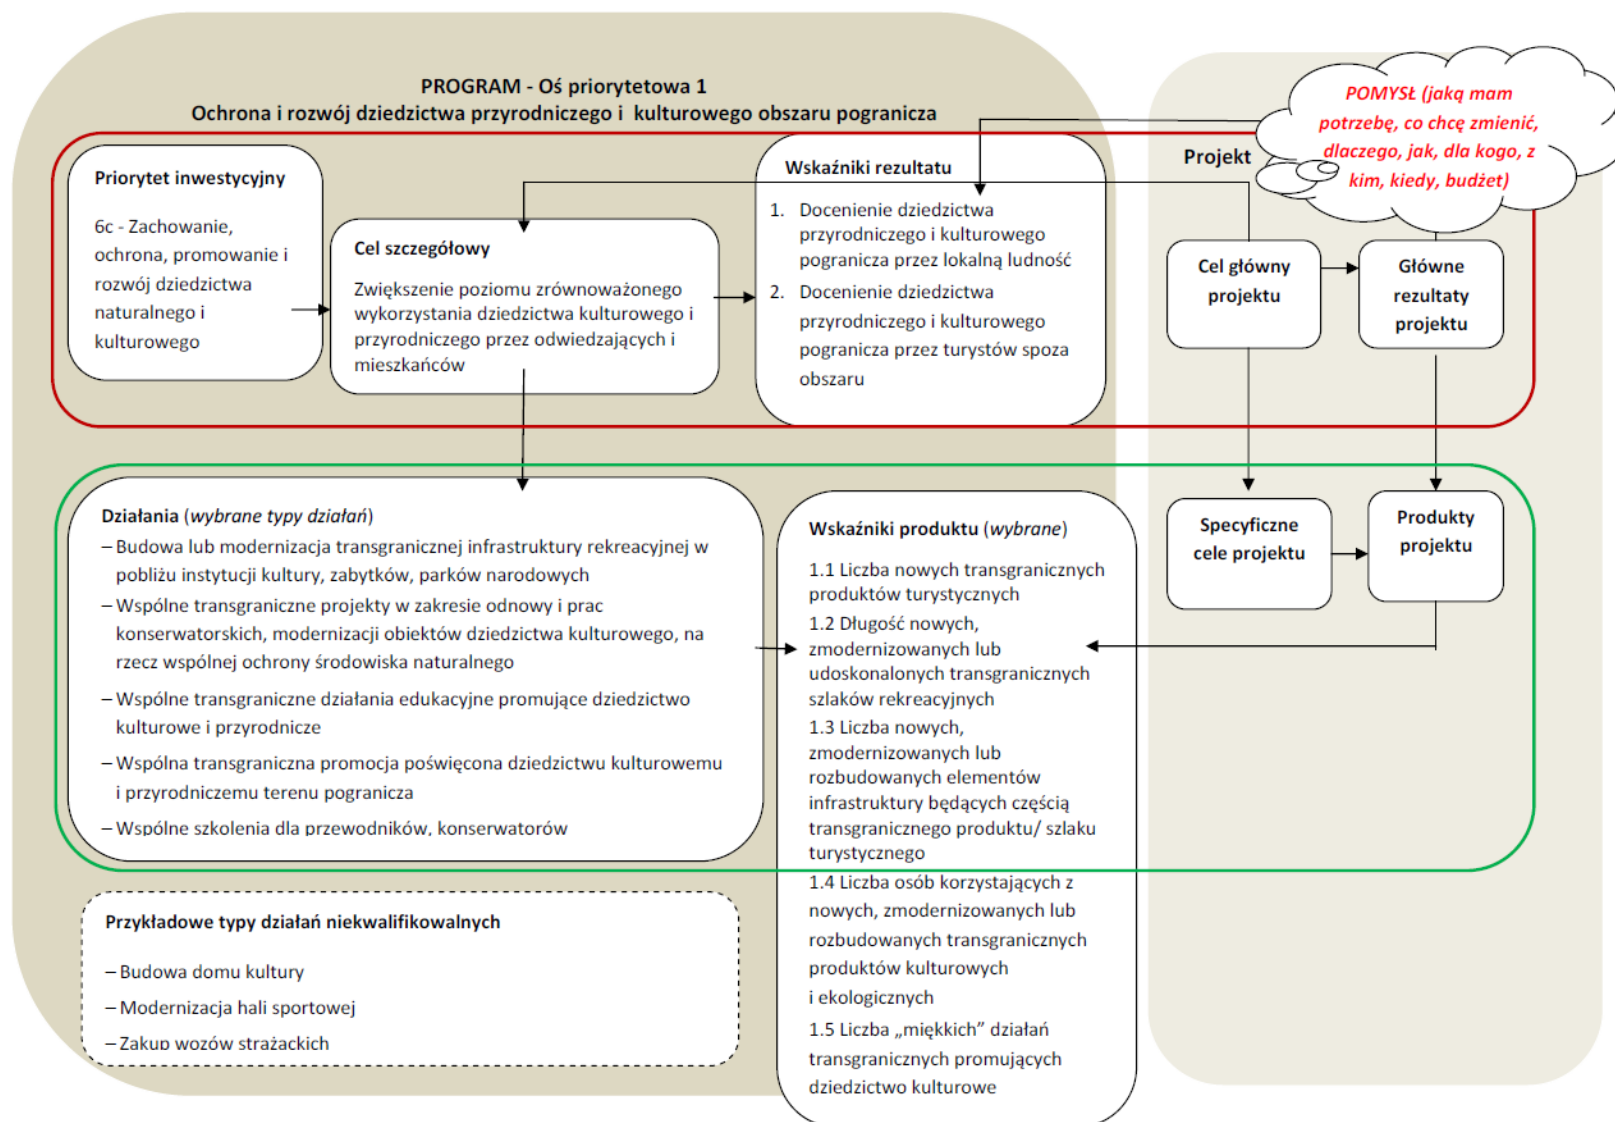 PROGRAM - Oś priorytetowa 1
Ochrona i rozwój dziedzictwa przyrodniczego i kulturowego obszaru pogranicza
Priorytet inwestycyjny
6c - Zachowanie,
ochrona, promowanie i
rozwój dziedzictwa
naturalnego i
kulturowego
Cel szczegółowy
Zwiększenie poziomu zrównoważonego
wykorzystania dziedzictwa kulturowego i
przyrodniczego przez odwiedzających i
mieszkańców
Wskaźniki rezultatu
1. Docenienie dziedzictwa
przyrodniczego i kulturowego
pogranicza przez lokalną ludność
2. Docenienie dziedzictwa
przyrodniczego i kulturowego
pogranicza przez turystów spoza
obszaru
Projekt
POMYSŁ (jaką mam
potrzebę, co chcę zmienić,
dlaczego, jak, dla kogo, z
kim, kiedy, budżet)
Cel główny
projektu
Główne
rezultaty
projektu
Działania (wybrane typy działań)
– Budowa lub modernizacja transgranicznej infrastruktury rekreacyjnej w
pobliżu instytucji kultury, zabytków, parków narodowych
– Wspólne transgraniczne projekty w zakresie odnowy i prac
konserwatorskich, modernizacji obiektów dziedzictwa kulturowego, na
rzecz wspólnej ochrony środowiska naturalnego
– Wspólne transgraniczne działania edukacyjne promujące dziedzictwo
kulturowe i przyrodnicze
– Wspólna transgraniczna promocja poświęcona dziedzictwu kulturowemu
i przyrodniczemu terenu pogranicza
– Wspólne szkolenia dla przewodników, konserwatorów
Wskaźniki produktu (wybrane)
1.1 Liczba nowych transgranicznych
produktów turystycznych
1.2 Długość nowych,
zmodernizowanych lub
udoskonalonych transgranicznych
szlaków rekreacyjnych
1.3 Liczba nowych,
zmodernizowanych lub
rozbudowanych elementów
infrastruktury będących częścią
transgranicznego produktu/ szlaku
turystycznego
1.4 Liczba osób korzystających z
nowych, zmodernizowanych lub
rozbudowanych transgranicznych
produktów kulturowych
i ekologicznych
1.5 Liczba „miękkich” działań
transgranicznych promujących
dziedzictwo kulturowe
Specyficzne
cele projektu
Produkty
projektu
Przykładowe typy działań niekwalifikowalnych
– Budowa domu kultury
– Modernizacja hali sportowej
– Zakup wozów strażackich